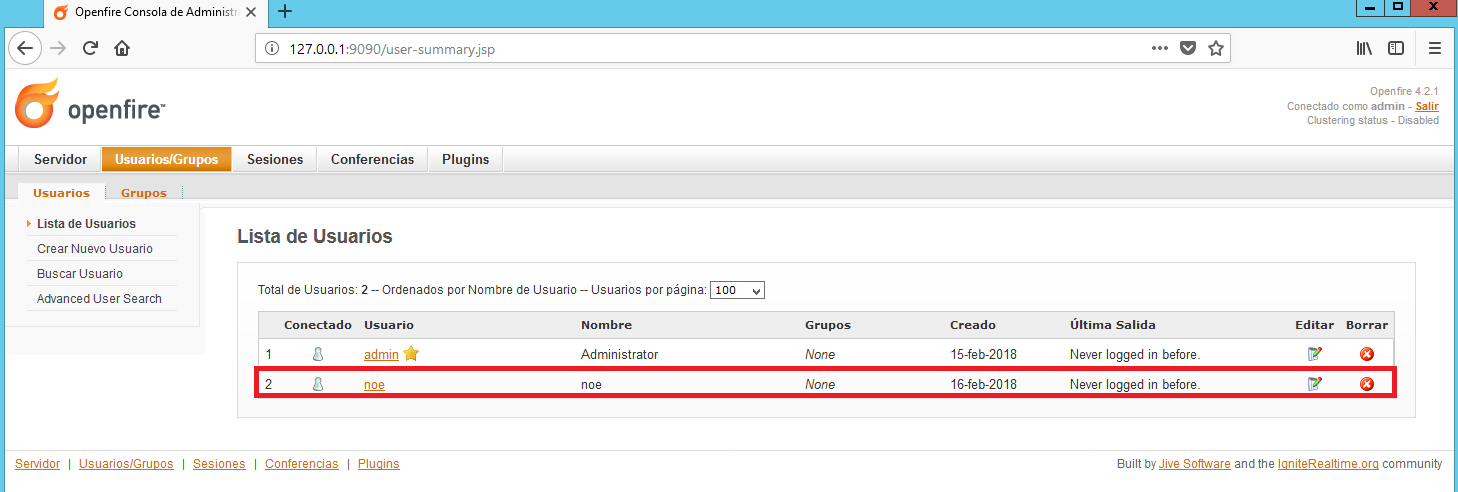 Openfire Consola de Administra
127.0.0.1:9090/user-summary.jsp
openfire™
Openfire 4.2.1
Conectado como admin - Salir
Clustering status - Disabled
Servidor Usuarios/Grupos Sesiones Conferencias Plugins
Usuarios Grupos
Lista de Usuarios
Crear Nuevo Usuario
Buscar Usuario
Advanced User Search
Lista de Usuarios
Total de Usuarios: 2 -- Ordenados por Nombre de Usuario -- Usuarios por página: 100
Conectado Usuario Nombre Grupos Creado Última Salida Editar Borrar
1 admin Administrator None 15-feb-2018 Never logged in before.
2 noe noe None 16-feb-2018 Never logged in before.
Servidor | Usuarios/Grupos | Sesiones | Conferencias | Plugins
Built by Jive Software and the IgniteRealtime.org community